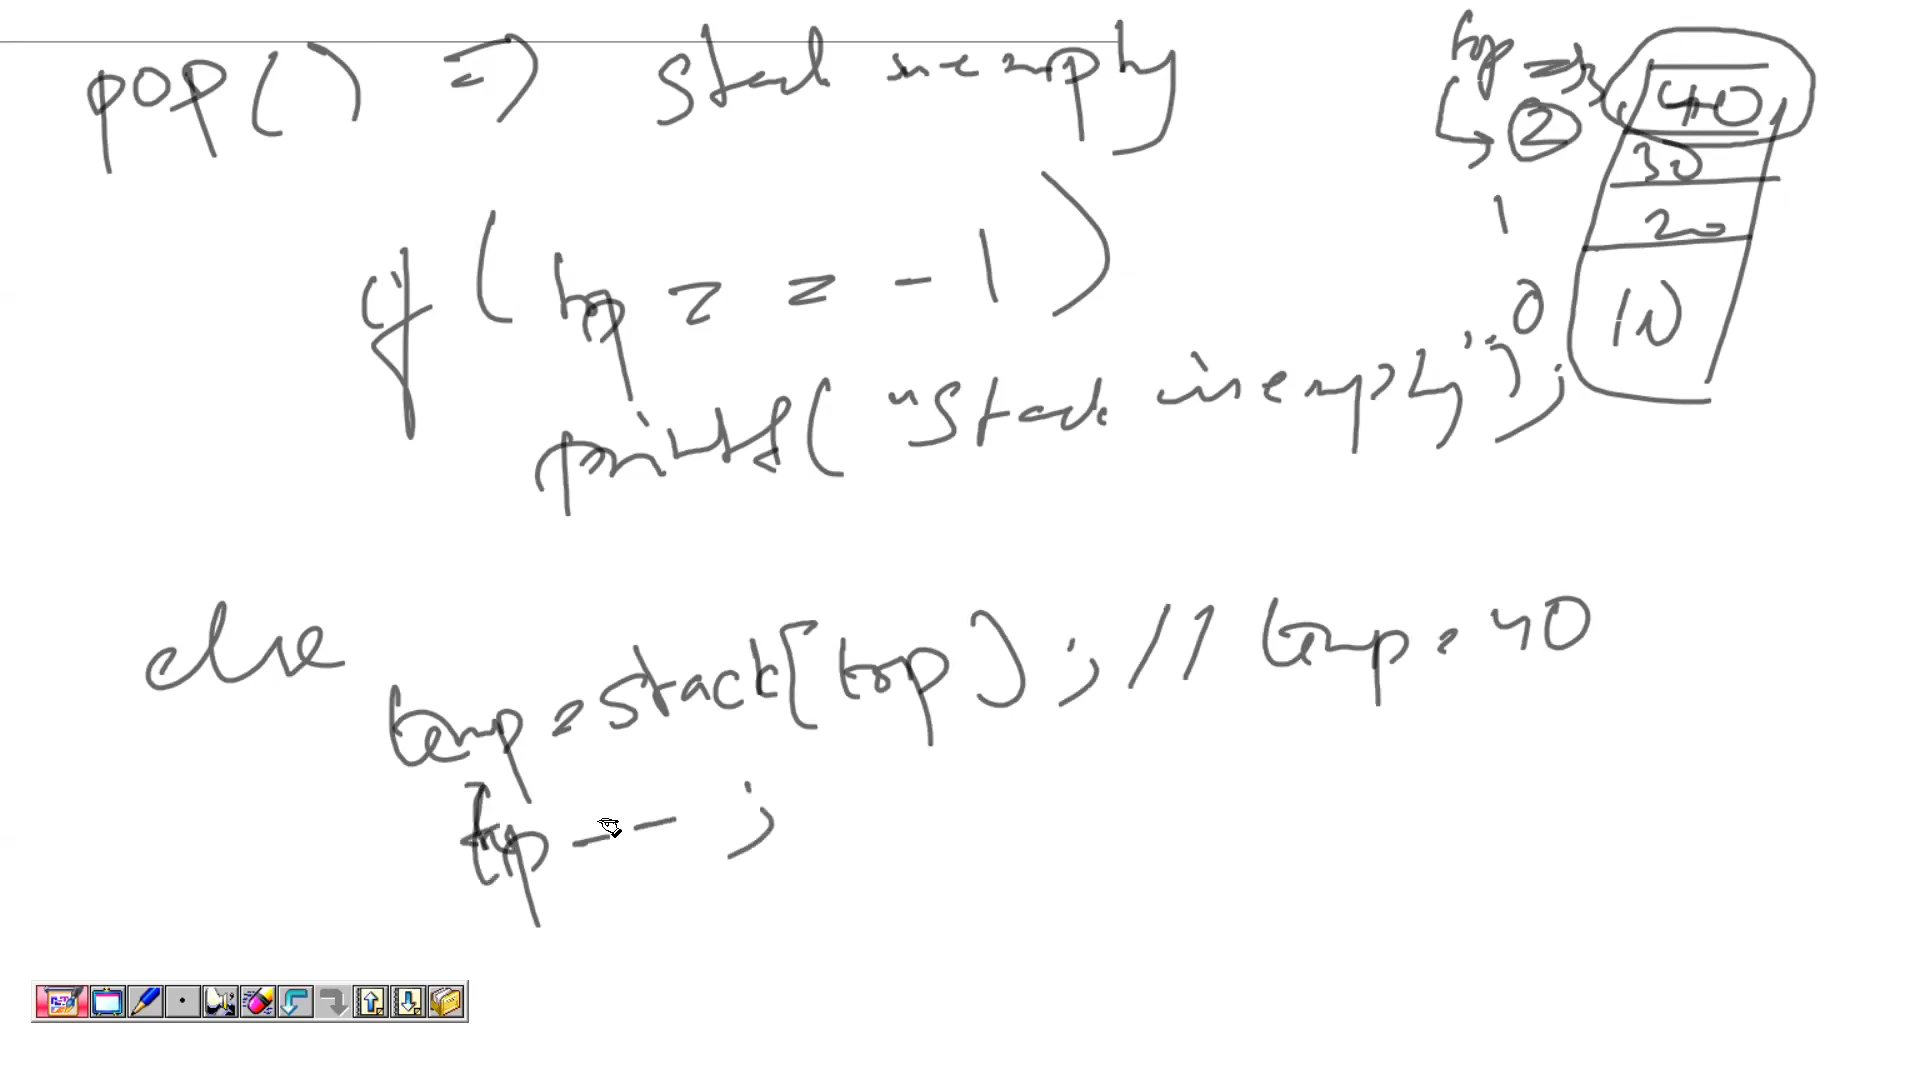 pop() => stack is empty
if (top == -1)
printf("Stack is empty");
else
temp = stack[top]; // temp = 40
top--;
top => 3
2
1
0
40
30
20
10